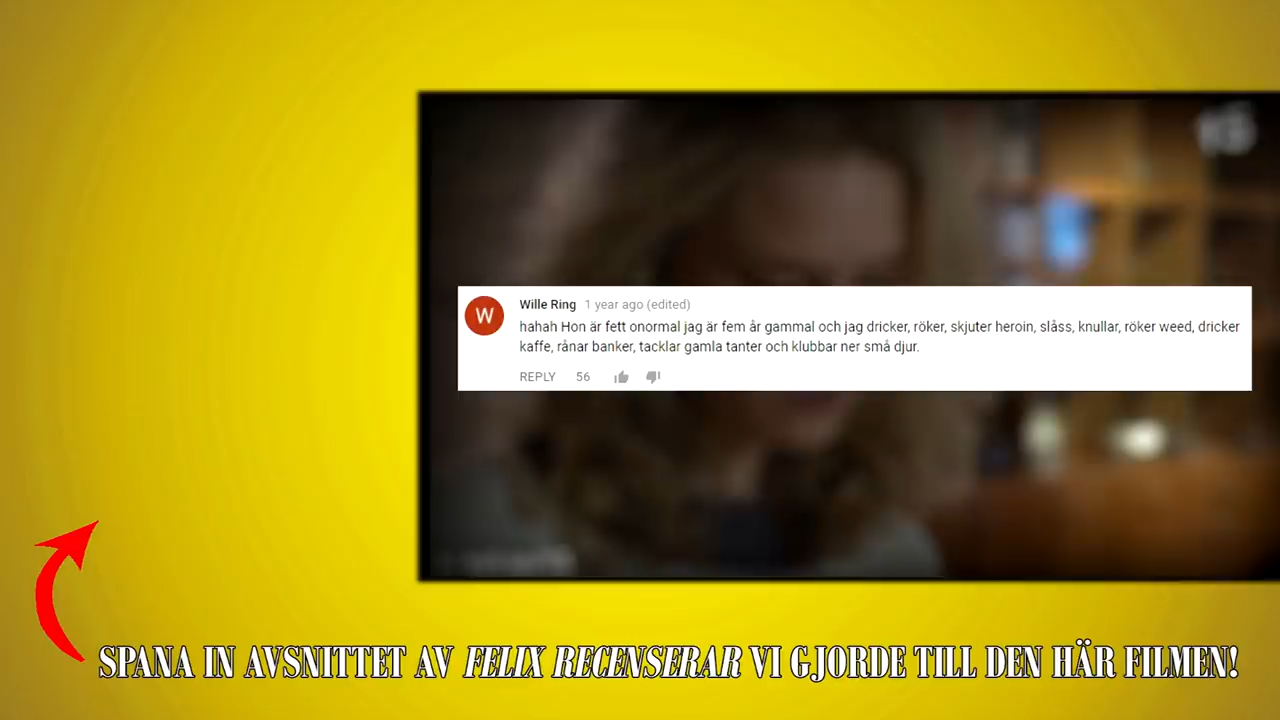 W
Wille Ring 1 year ago (edited)
hahah Hon är fett onormal jag är fem år gammal och jag dricker, röker, skjuter heroin, slåss, knullar, röker weed, dricker
kaffe, rånar banker, tacklar gamla tanter och klubbar ner små djur.
REPLY 56
SPANA IN AVSNITTET AV FELIX RECENSERAR VI GJORDE TILL DEN HÄR FILMEN!